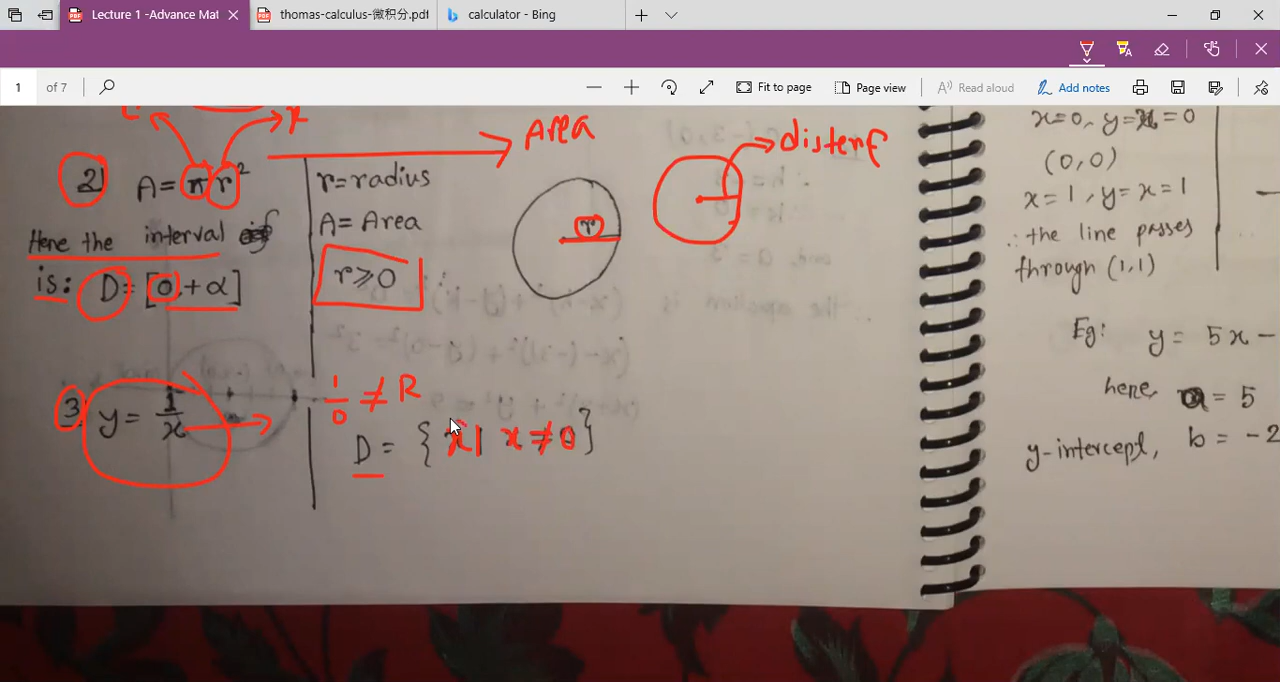 Lecture 1 -Advance Mat
thomas-calculus-微积分.pdf
calculator - Bing
1 of 7
Fit to page
Page view
Read aloud
Add notes
x
Area
2) A = π r²
r = radius
A = Area
r
distenf
Here the interval
is: D = [0, +α]
r ⩾ 0
3 y = 1/x
1/0 ≠ R
D = { x | x ≠ 0 }
x=0, y=x=0
(0,0)
x = 1, y = x = 1
∴ the line passes
through (1,1)
Eg: y = 5x -
here, a = 5
y-intercept, b = -2